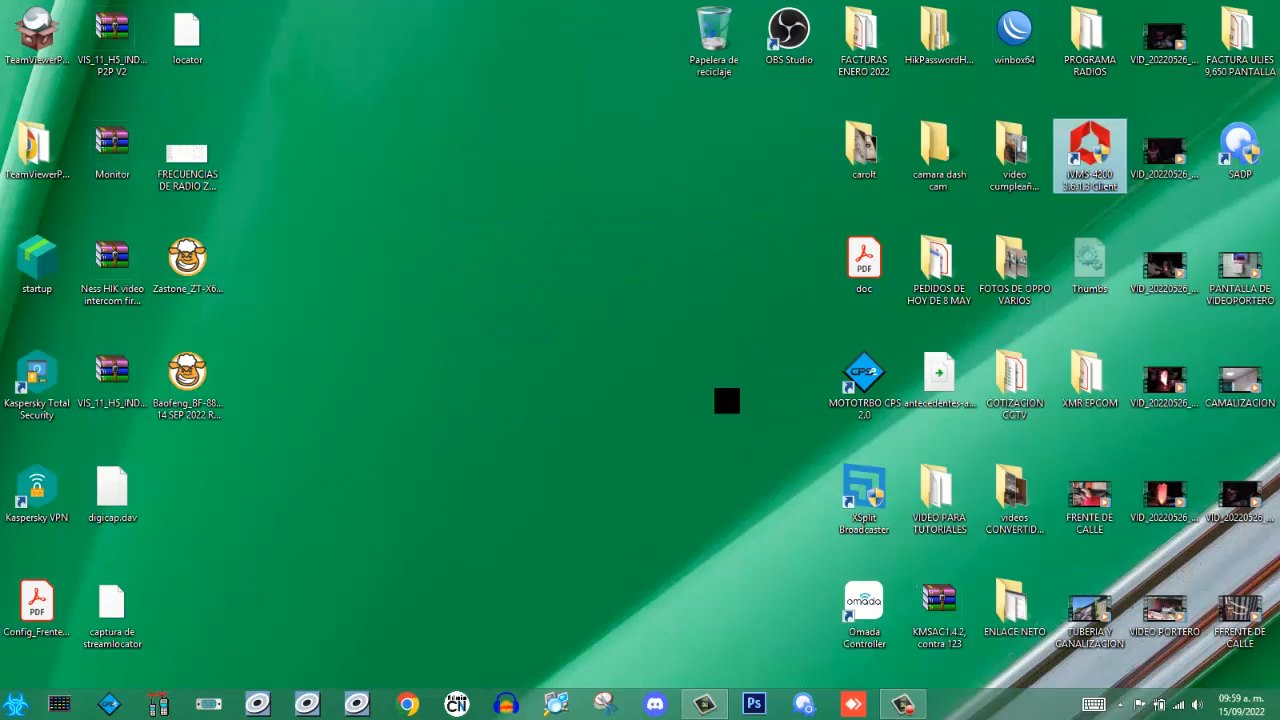 TeamViewerP...
VIS_11_H5_IND...
P2P V2
locator
Papelera de
reciclaje
OBS Studio
FACTURAS
ENERO 2022
HikPasswordH...
winbox64
PROGRAMA
RADIOS
VID_20220526_...
FACTURA ULIES
9,650 PANTALLA
TeamViewerP...
Monitor
FRECUENCIAS
DE RADIO Z...
carolt
camara dash
cam
video
cumpleañ...
iVMS-4200
3.6.1.3 Client
VID_20220526_...
SADP
startup
Ness HIK video
intercom fir...
Zastone_ZT-X6...
PDF
doc
PEDIDOS DE
HOY DE 8 MAY
FOTOS DE OPPO
VARIOS
Thumbs
VID_20220526_...
PANTALLA DE
VIDEOPORTERO
Kaspersky Total
Security
VIS_11_H5_IND...
Baofeng_BF-88...
14 SEP 2022 R...
CPS2
MOTOTRBO CPS
2.0
antecedentes-a...
COTIZACION
CCTV
XMR EPCOM
VID_20220526_...
CAMALIZACION
Kaspersky VPN
digicap.dav
XSplit
Broadcaster
VIDEO PARA
TUTORIALES
videos
CONVERTID...
FRENTE DE
CALLE
VID_20220526_...
VID_20220526_...
PDF
Config_Frente...
captura de
streamlocator
omada
Omada
Controller
KMSAC1.4.2,
contra 123
ENLACE NETO
TUBERIA Y
CANALIZACION
VIDEO PORTERO
FFRENTE DE
CALLE
CN
Ps
09:59 a. m.
15/09/2022